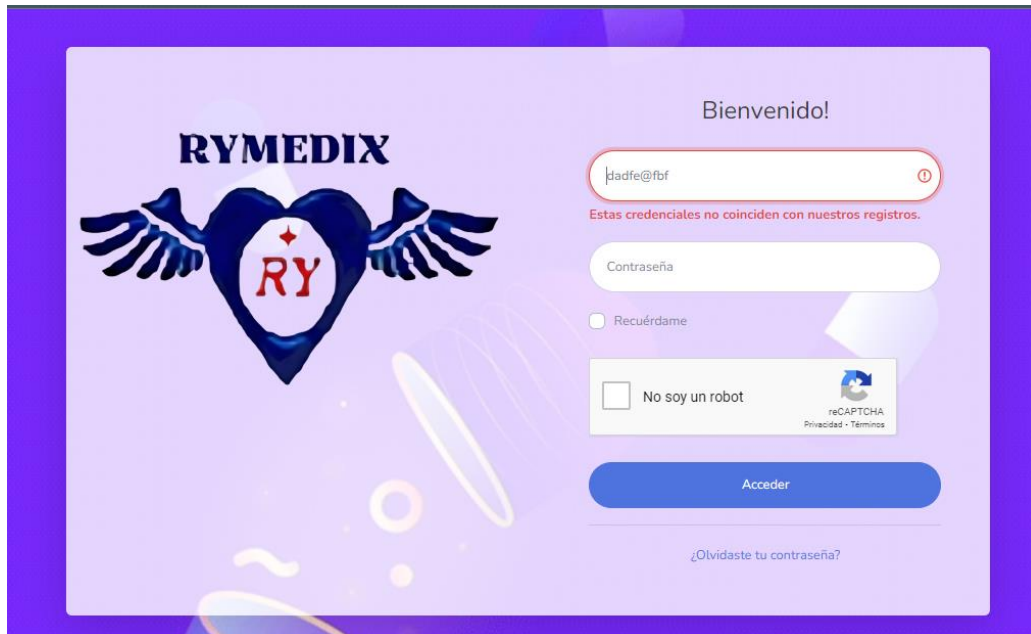 RYMEDIX
RY
Bienvenido!
dadfe@fbf
Estas credenciales no coinciden con nuestros registros.
Contraseña
Recuérdame
No soy un robot
reCAPTCHA
Privacidad - Términos
Acceder
¿Olvidaste tu contraseña?